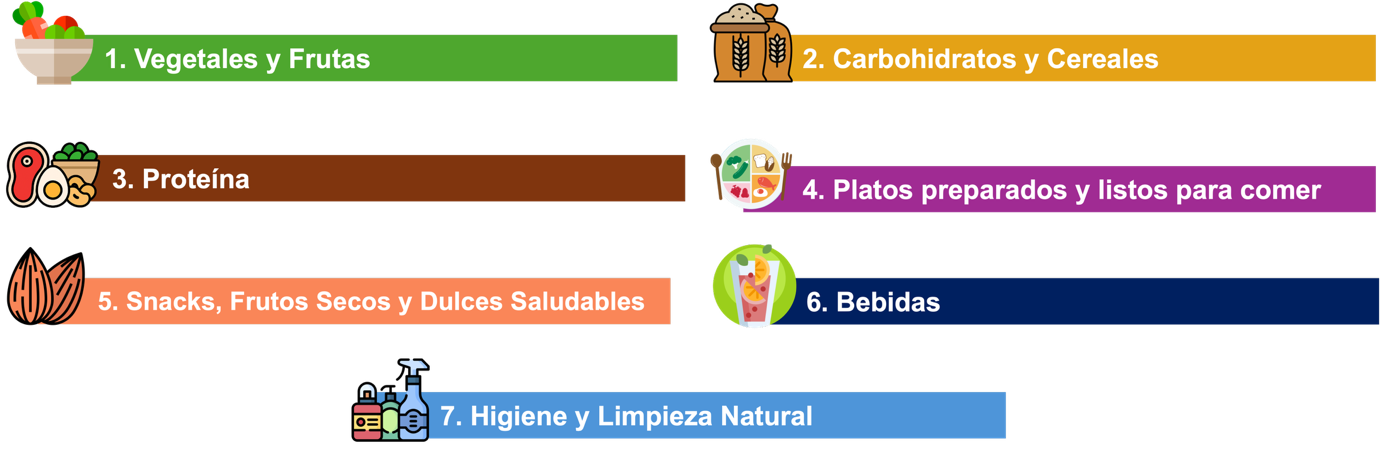 1. Vegetales y Frutas
2. Carbohidratos y Cereales
3. Proteína
4. Platos preparados y listos para comer
5. Snacks, Frutos Secos y Dulces Saludables
6. Bebidas
7. Higiene y Limpieza Natural